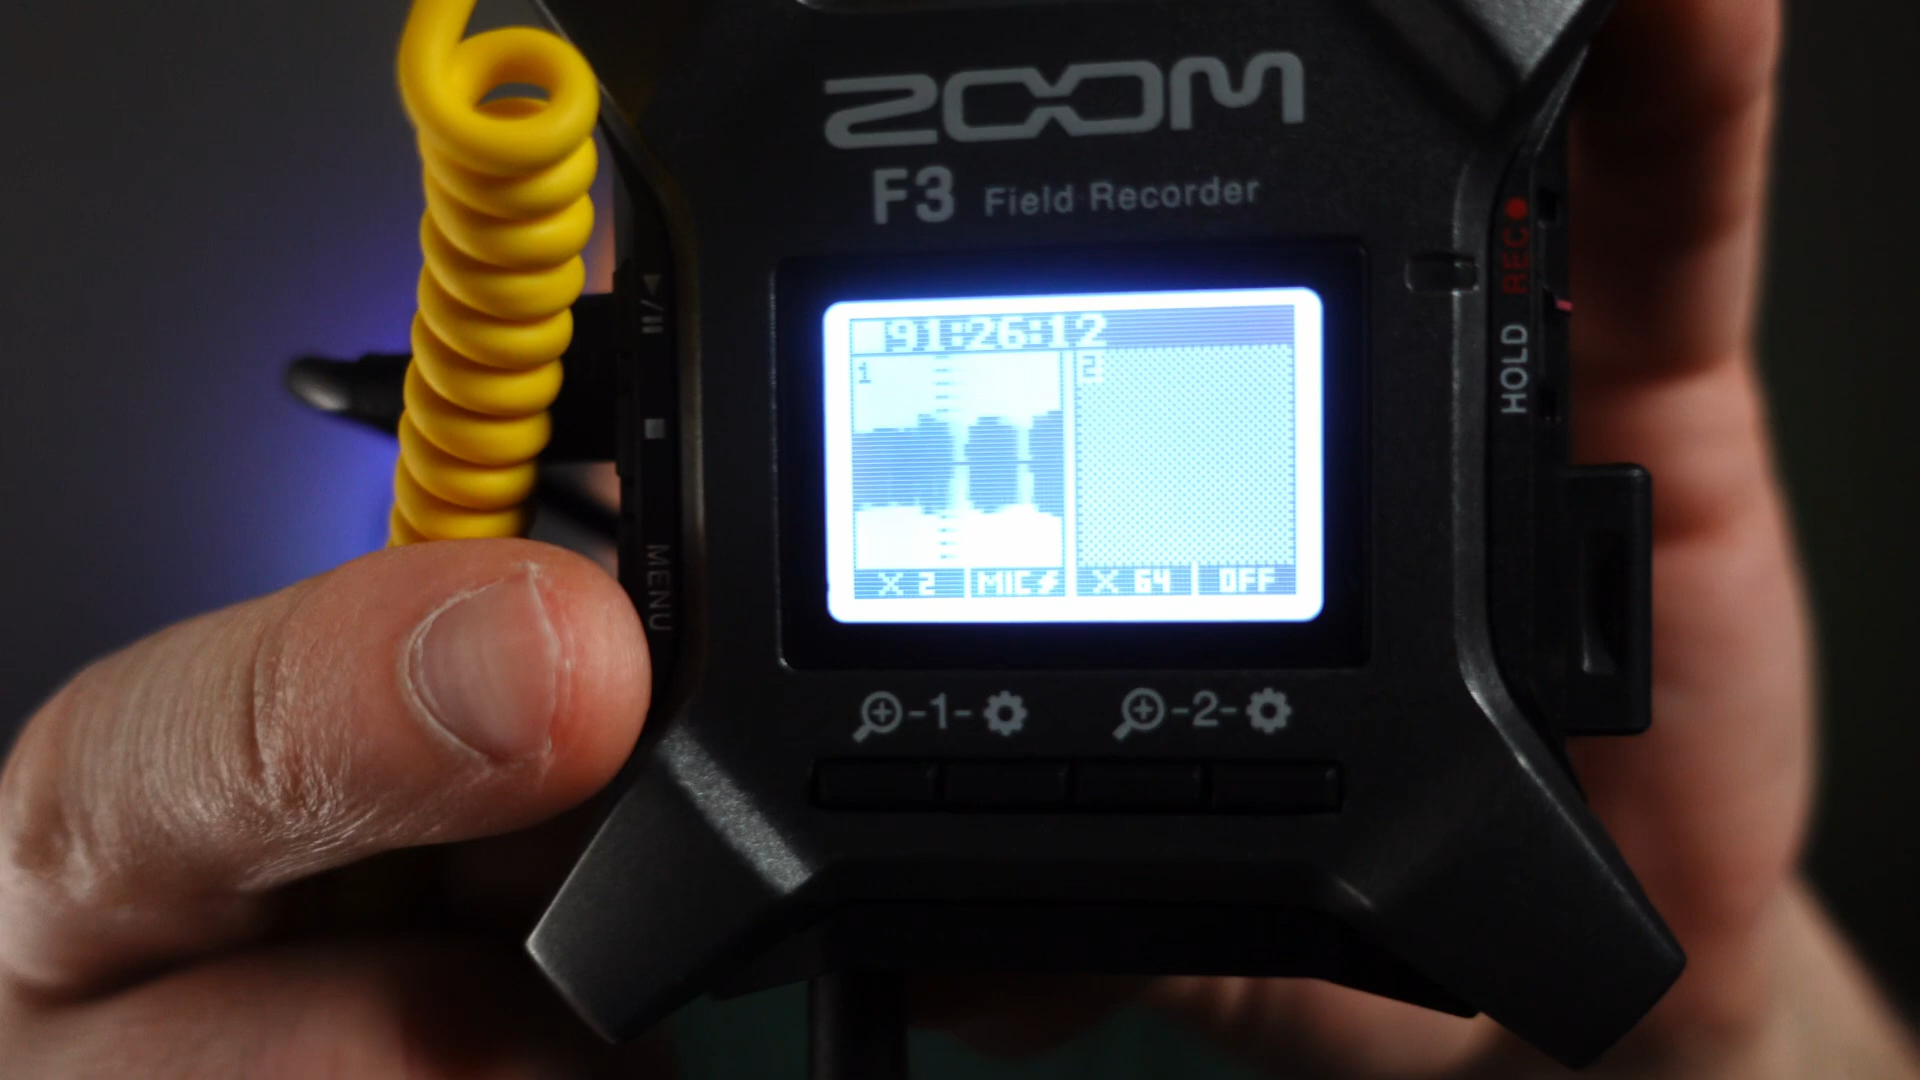 ZOOM
F3 Field Recorder
REC
HOLD
MENU
91:26:12
1 2
X 2 MIC X 64 OFF
-1- -2-